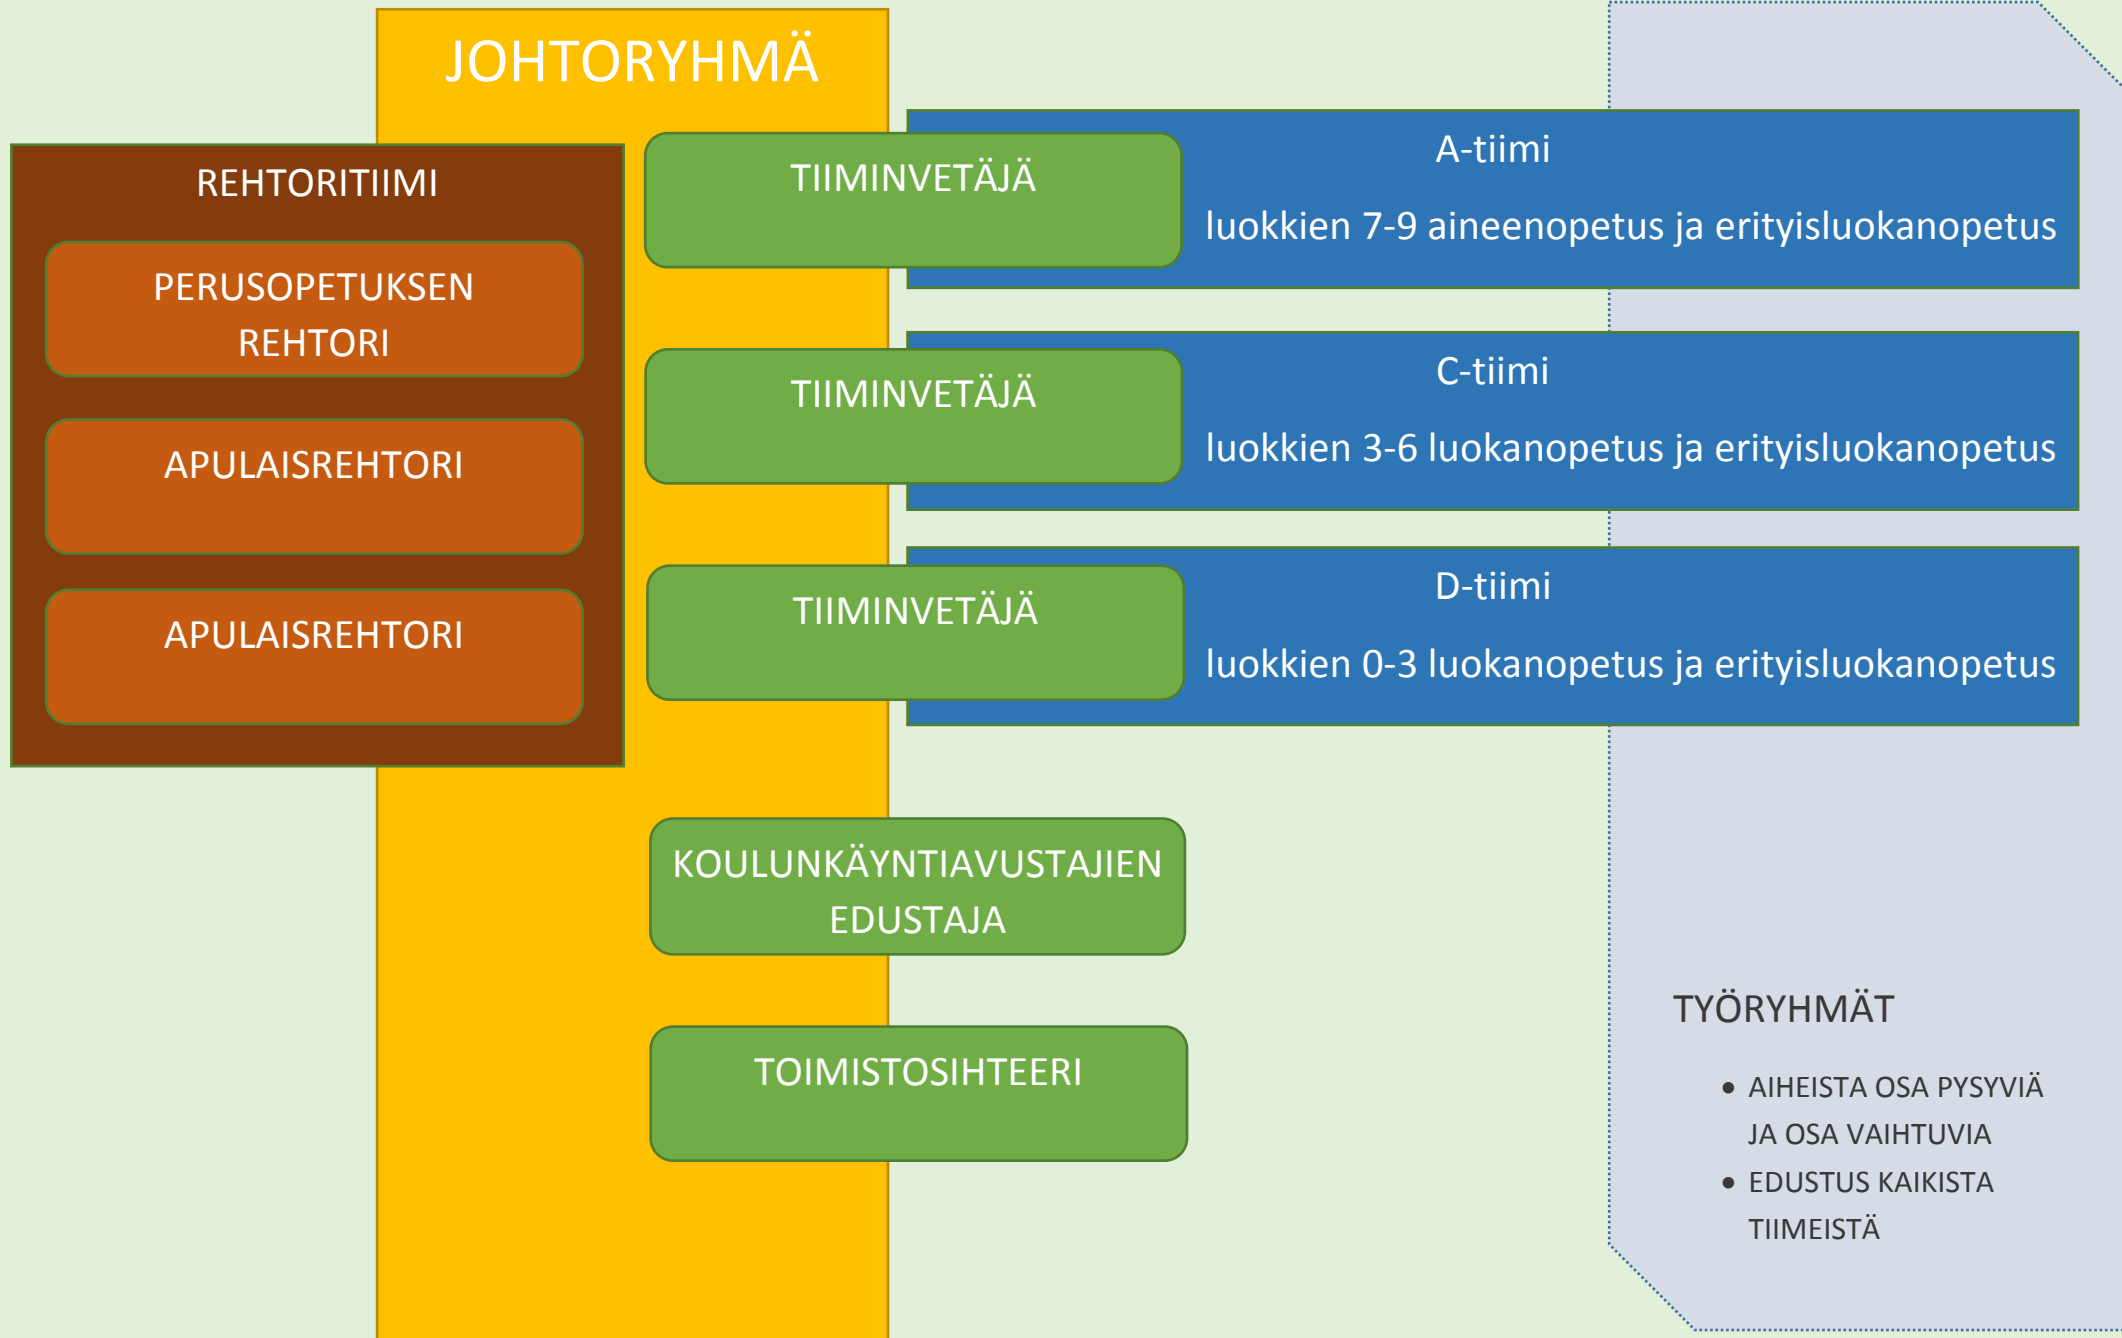 JOHTORYHMÄ
REHTORITIIMI
PERUSOPETUKSEN
REHTORI
APULAISREHTORI
APULAISREHTORI
TIIMINVETÄJÄ
A-tiimi
luokkien 7-9 aineenopetus ja erityisluokanopetus
TIIMINVETÄJÄ
C-tiimi
luokkien 3-6 luokanopetus ja erityisluokanopetus
TIIMINVETÄJÄ
D-tiimi
luokkien 0-3 luokanopetus ja erityisluokanopetus
KOULUNKÄYNTIAVUSTAJIEN
EDUSTAJA
TOIMISTOSIHTEERI
TYÖRYHMÄT
• AIHEISTA OSA PYSYVIÄ
JA OSA VAIHTUVIA
• EDUSTUS KAIKISTA
TIIMEISTÄ